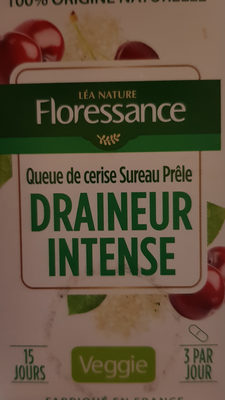 100% ORIGINE NATURELLE
LÉA NATURE
Floressance
Queue de cerise Sureau Prêle
DRAINEUR
INTENSE
15
JOURS
Veggie
3 PAR
JOUR
FABRIQUÉ EN FRANCE